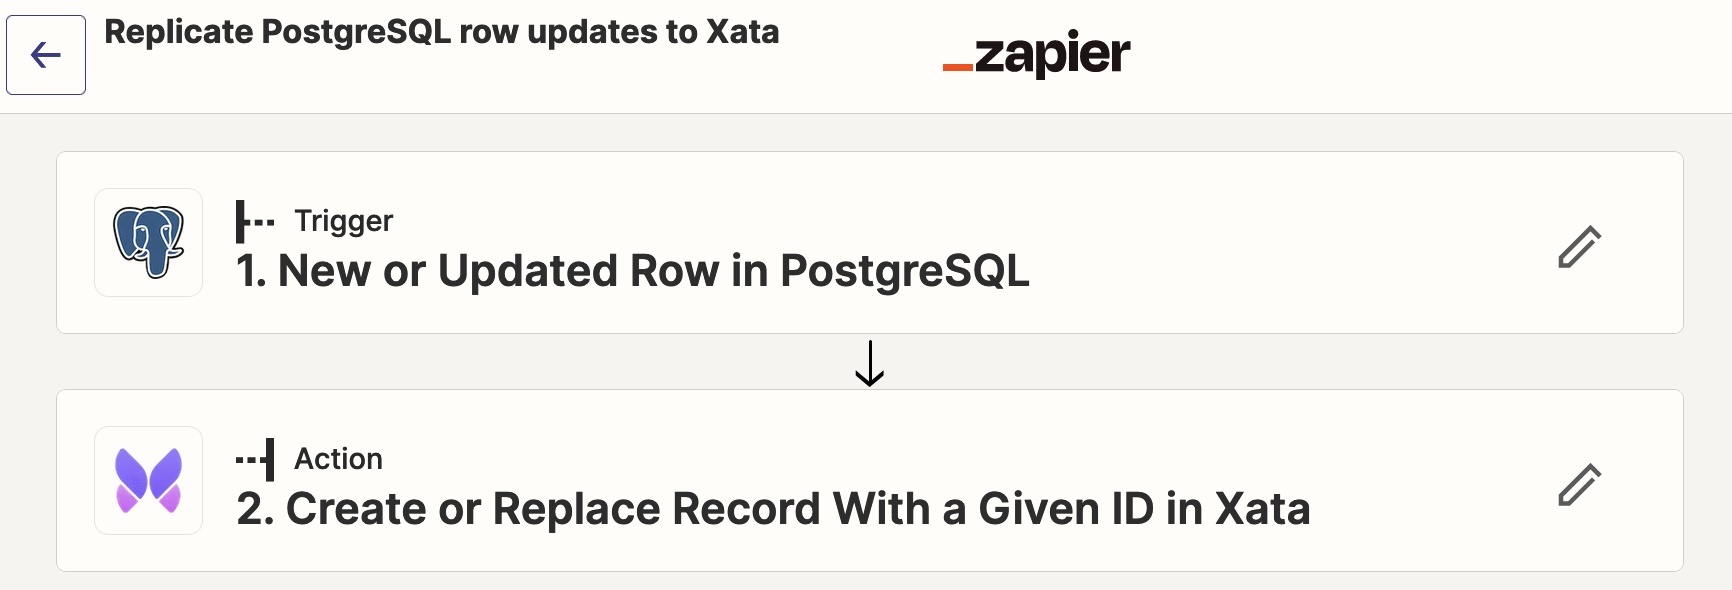 Replicate PostgreSQL row updates to Xata
_zapier
Trigger
1. New or Updated Row in PostgreSQL
Action
2. Create or Replace Record With a Given ID in Xata